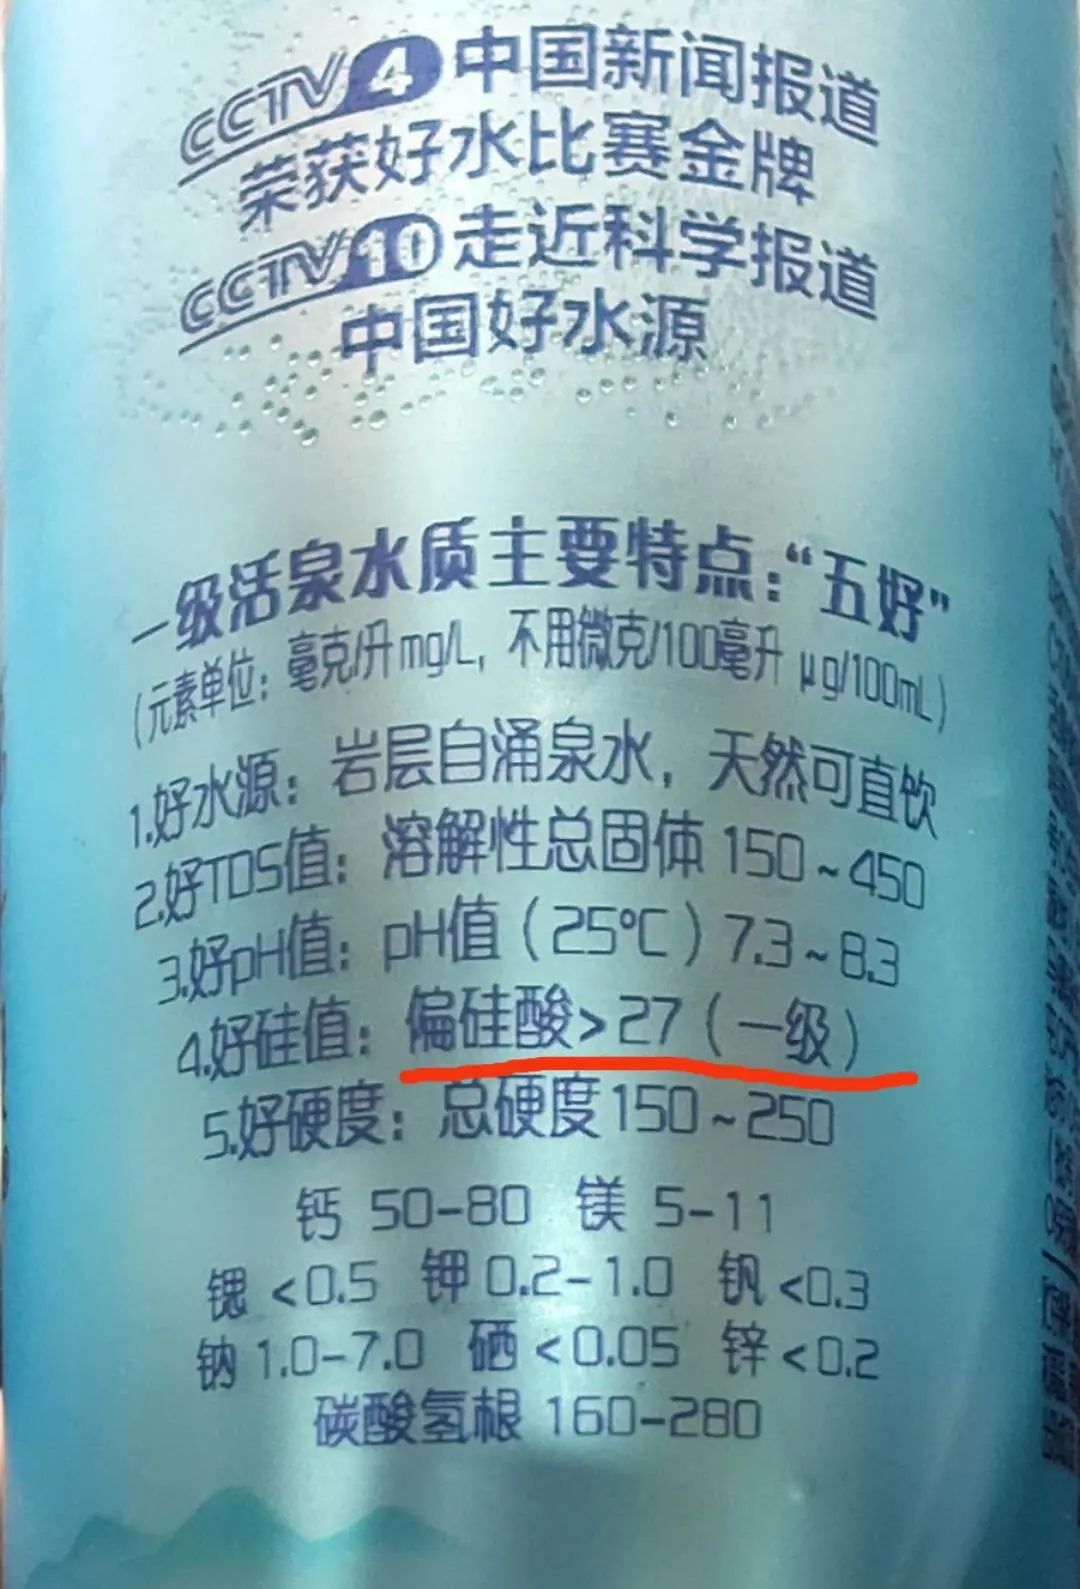 CCTV4 中国新闻报道
荣获好水比赛金牌
CCTV10 走近科学报道
中国好水源
一级活泉水质主要特点：“五好”
（元素单位：毫克/升 mg/L，不用微克/100毫升 μg/100mL）
1.好水源：岩层自涌泉水，天然可直饮
2.好TDS值：溶解性总固体 150~450
3.好pH值：pH值（25℃）7.3~8.3
4.好硅值：偏硅酸>27（一级）
5.好硬度：总硬度150~250
钙 50-80 镁 5-11
锶 <0.5 钾 0.2-1.0 钒 <0.3
钠 1.0-7.0 硒 <0.05 锌 <0.2
碳酸氢根 160-280